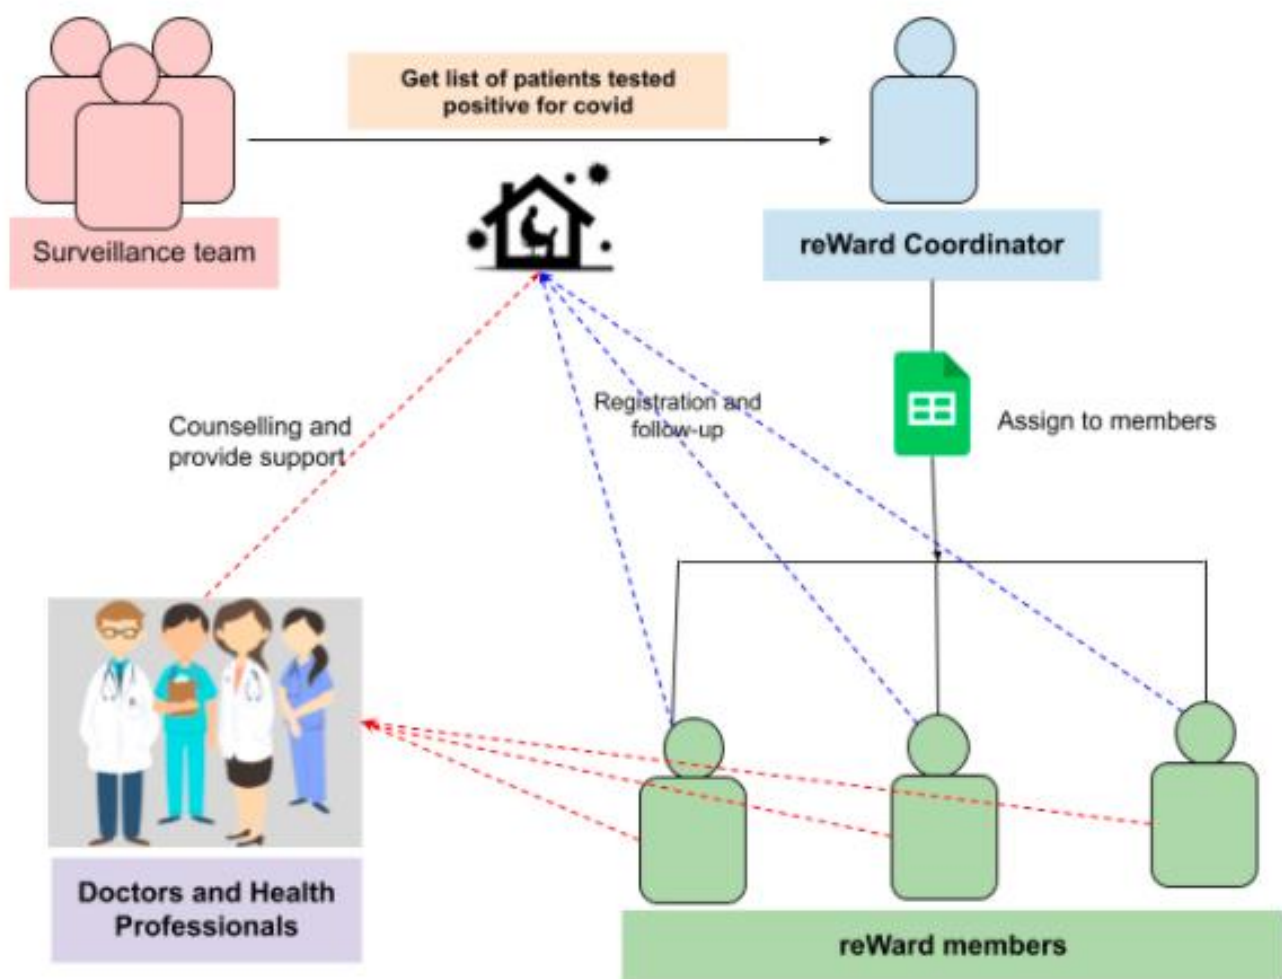 Get list of patients tested
positive for covid
Surveillance team
reWard Coordinator
Registration and
follow-up
Assign to members
Counselling and
provide support
Doctors and Health
Professionals
reWard members